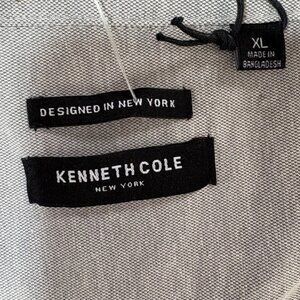 XL
MADE IN
BANGLADESH
DESIGNED IN NEW YORK
KENNETH COLE
NEW YORK